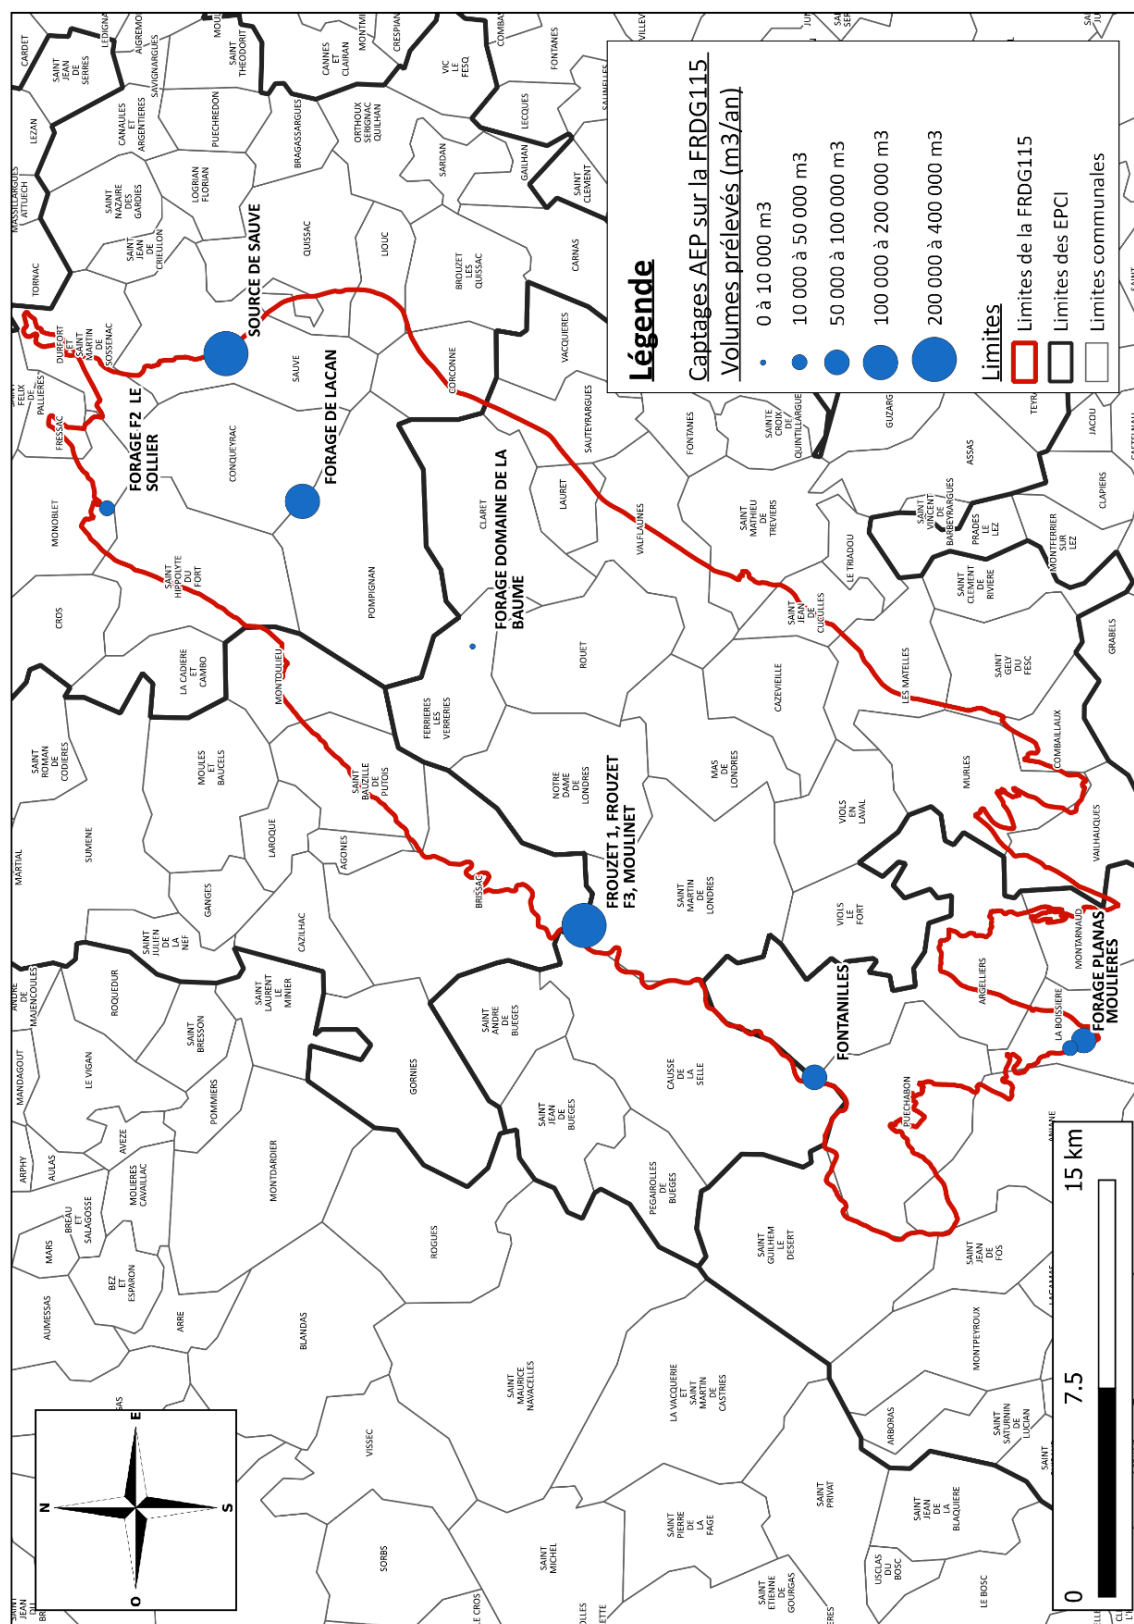 Légende
Captages AEP sur la FRDG115
Volumes prélevés (m3/an)
0 à 10 000 m3
10 000 à 50 000 m3
50 000 à 100 000 m3
100 000 à 200 000 m3
200 000 à 400 000 m3
Limites
Limites de la FRDG115
Limites des EPCI
Limites communales
N
E
S
O
0
7.5
15 km
FORAGE F2 LE
SOLLIER
SOURCE DE SAUVE
FORAGE DE LACAN
FORAGE DOMAINE DE LA
BAUME
FROUZET 1, FROUZET
F3, MOULINET
FONTANILLES
FORAGE PLANAS
MOULIERES
MARTIAL
SAINT
ROMAN
DE
CODIERES
CROS
MONOBLET
FRESSAC
TORNAC
MASSILLARGUES
ATTUECH
LEZAN
CARDET
SAINT
JEAN
DE
SERRES
SAVIGNARGUES
CANAULES
ET
ARGENTIERES
SAINT
NAZAIRE
DES
GARDIES
SAINT
JEAN
DE
CRIEULON
DURFORT
ET
SAINT
MARTIN
DE
SOSSENAC
MANDAGOUT
ARPHY
AULAS
MARS
BREAU
ET
SALAGOSSE
AUMESSAS
BEZ
ET
ESPARON
MOLIERES
CAVAILLAC
AVEZE
LE VIGAN
ROQUEDUR
SUMENE
SAINT
JULIEN
DE LA
NEF
GANGES
MOULES
ET
BAUCELS
LA CADIERE
ET
CAMBO
SAINT
HIPPOLYTE
DU
FORT
CONQUEYRAC
SAUVE
LOGRIAN
FLORIAN
PUECHREDON
SAINT
THEODORIT
BRAGASSARGUES
QUISSAC
CANNES
ET
CLAIRAN
ARRE
POMMIERS
SAINT
BRESSON
SAINT
LAURENT
LE
MINIER
CAZILHAC
LAROQUE
AGONES
MONTOULIEU
POMPIGNAN
LIOUC
ORTHOUX
SERIGNAC
QUILHAN
CRESPIAN
VIC
LE
FESQ
MONTDARDIER
BLANDAS
ROGUES
GORNIES
BRISSAC
SAINT
BAUZILLE
DE
PUTOIS
FERRIERES
LES
VERRERIES
CLARET
CORCONNE
BROUZET
LES
QUISSAC
SARDAN
LECQUES
FONTANES
GAILHAN
SAINT
CLEMENT
CARNAS
VACQUIERES
VISSEC
SORBS
SAINT
MAURICE
NAVACELLES
SAINT
JEAN
DE
BUEGES
SAINT
ANDRE
DE
BUEGES
NOTRE
DAME
DE
LONDRES
ROUET
LAURET
SAUTEYRARGUES
VALFLAUNES
FONTANES
SAINTE
CROIX
DE
QUINTILLARGUE
SAINT
MICHEL
SAINT
PIERRE
DE
LA
FAGE
LA VACQUERIE
ET
SAINT
MARTIN
DE
CASTRIES
PEGAIROLLES
DE
BUEGES
CAUSSE
DE
LA
SELLE
SAINT
MARTIN
DE
LONDRES
MAS
DE
LONDRES
CAZEVIEILLE
SAINT
JEAN
DE
CUCULLES
SAINT
MATHIEU
DE
TREVIERS
LE TRIADOU
SAINT
ETIENNE
DE
GOURGAS
SAINT
PRIVAT
SAINT
GUILHEM
LE
DESERT
VIOLS
LE
FORT
VIOLS
EN
LAVAL
LES MATELLES
SAINT
VINCENT
DE
BARBEYRARGUES
PRADES
LE
LEZ
ASSAS
USCLAS
DU
BOSC
SAINT
JEAN
DE
LA
BLAQUIERE
ARBORAS
MONTPEYROUX
SAINT
JEAN
DE
FOS
PUECHABON
ARGELLIERS
MURLES
SAINT
GELY
DU
FESC
SAINT
CLEMENT
DE
RIVIERE
MONTFERRIER
SUR
LEZ
CLAPIERS
JACOU
LE BOSC
SAINT
SATURNIN
DE
LUCIAN
LA BOISSIERE
MONTARNAUD
VAILHAUQUES
COMBAILLAUX
GRABELS